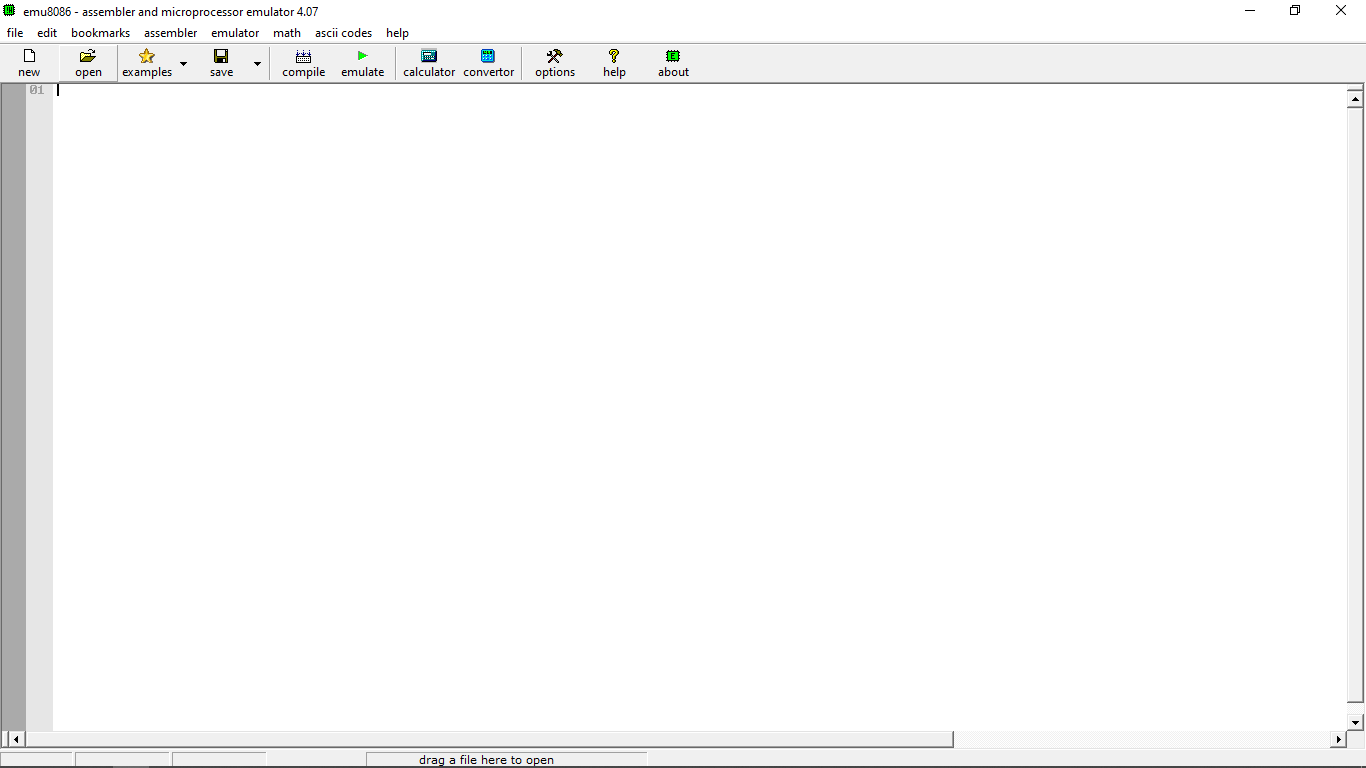 emu8086 - assembler and microprocessor emulator 4.07
file edit bookmarks assembler emulator math ascii codes help
new open examples save compile emulate calculator convertor options help about
01
drag a file here to open